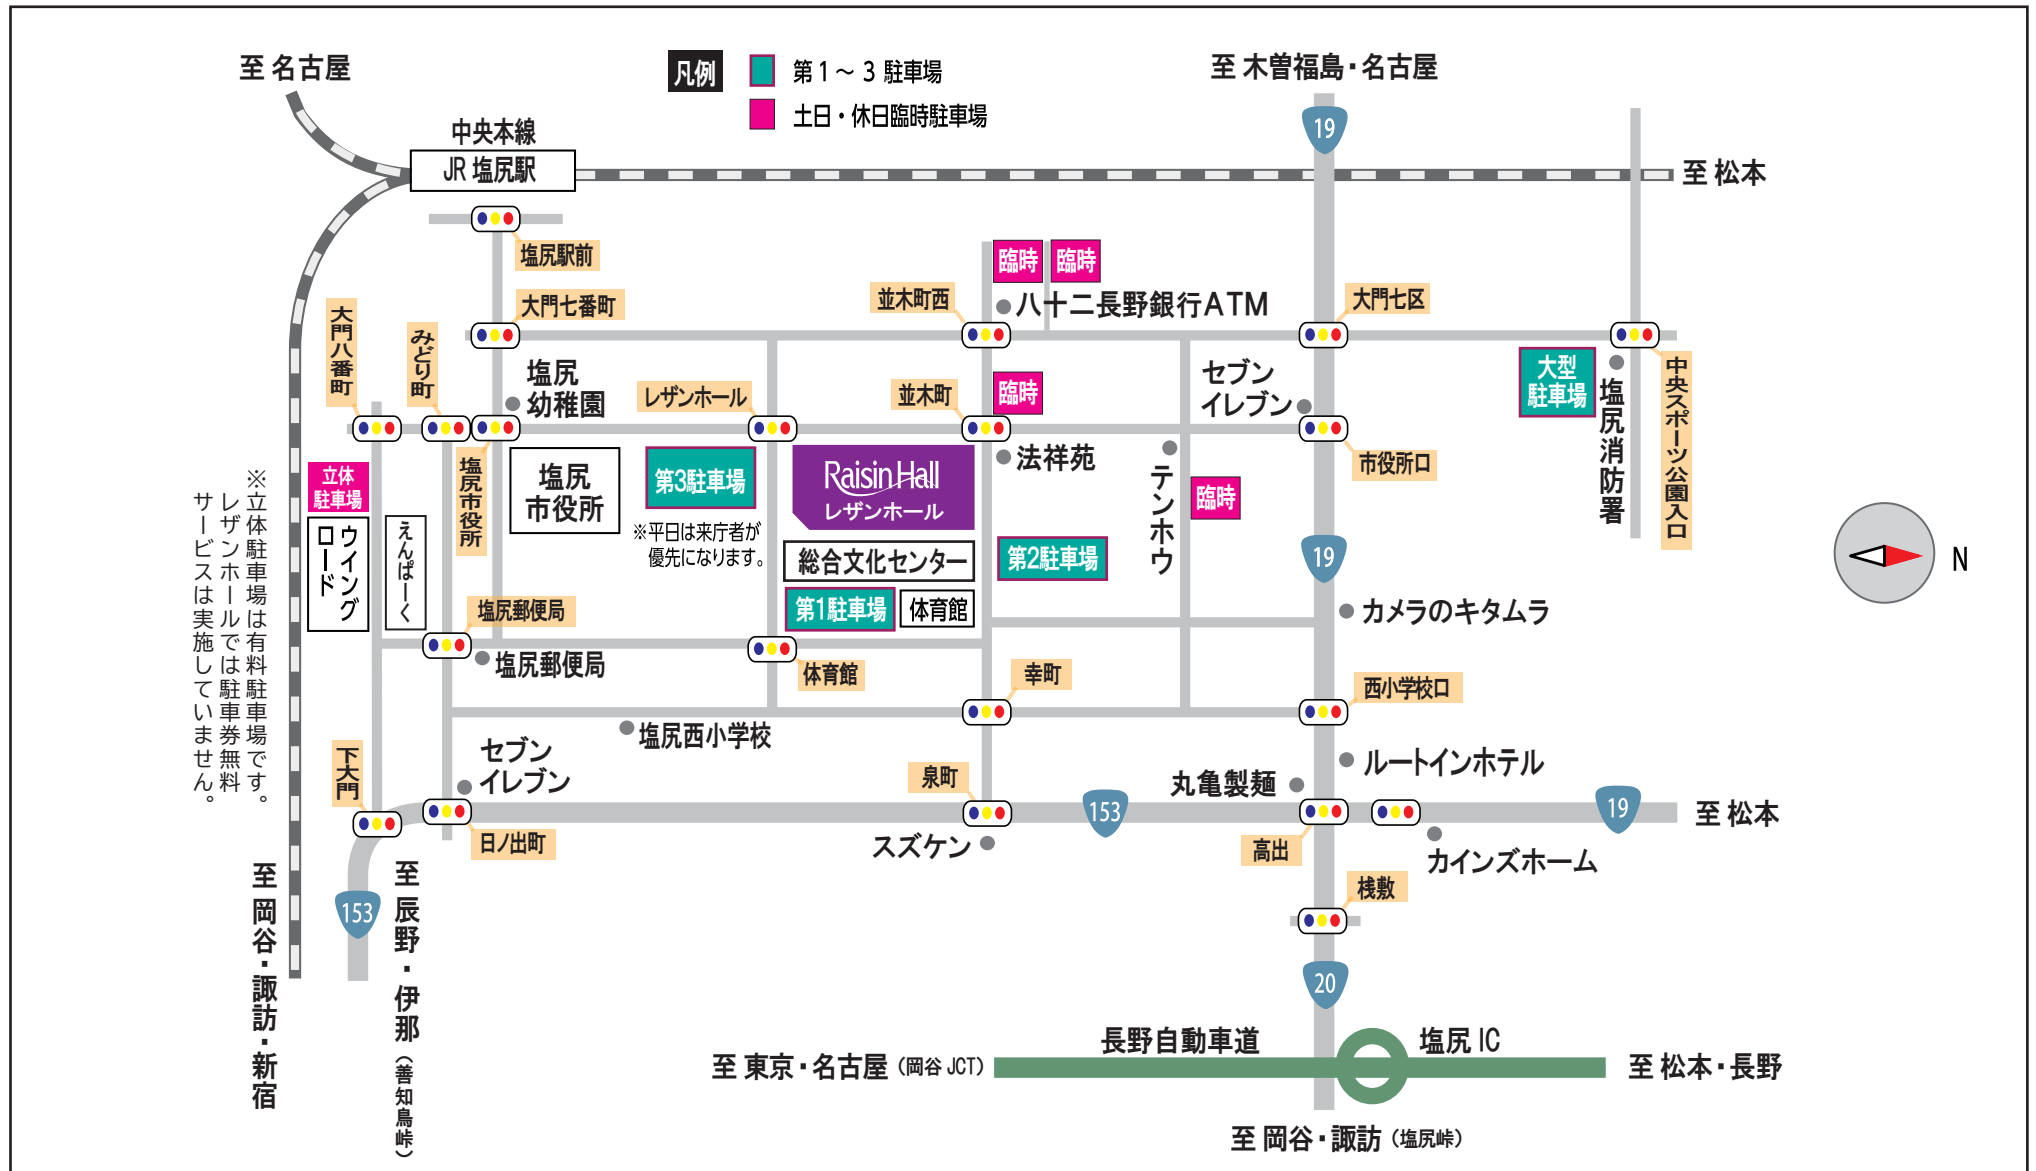 至 名古屋
凡例
第1～3 駐車場
土日・休日臨時駐車場
至 木曽福島・名古屋
19
中央本線
JR 塩尻駅
至 松本
塩尻駅前
臨時
臨時
大門七番町
並木町西
八十二長野銀行ATM
大門七区
大門八番町
みどり町
塩尻
幼稚園
レザンホール
並木町
臨時
セブン
イレブン
大型
駐車場
塩尻消防署
中央スポーツ公園入口
塩尻市役所
塩尻
市役所
第3駐車場
※平日は来庁者が
優先になります。
Raisin Hall
レザンホール
法祥苑
テンホウ
臨時
市役所口
立体
駐車場
ウイング
ロード
えんぱーく
※立体駐車場は有料駐車場です。
レザンホールでは駐車券無料
サービスは実施していません。
総合文化センター
第2駐車場
19
N
第1駐車場
体育館
カメラのキタムラ
塩尻郵便局
塩尻郵便局
体育館
幸町
西小学校口
塩尻西小学校
下大門
セブン
イレブン
泉町
丸亀製麺
ルートインホテル
153
19
至 松本
日ノ出町
スズケン
高出
カインズホーム
桟敷
153
至 岡谷・諏訪・新宿
至 辰野・伊那（善知鳥峠）
20
長野自動車道
塩尻 IC
至 東京・名古屋（岡谷 JCT）
至 松本・長野
至 岡谷・諏訪（塩尻峠）